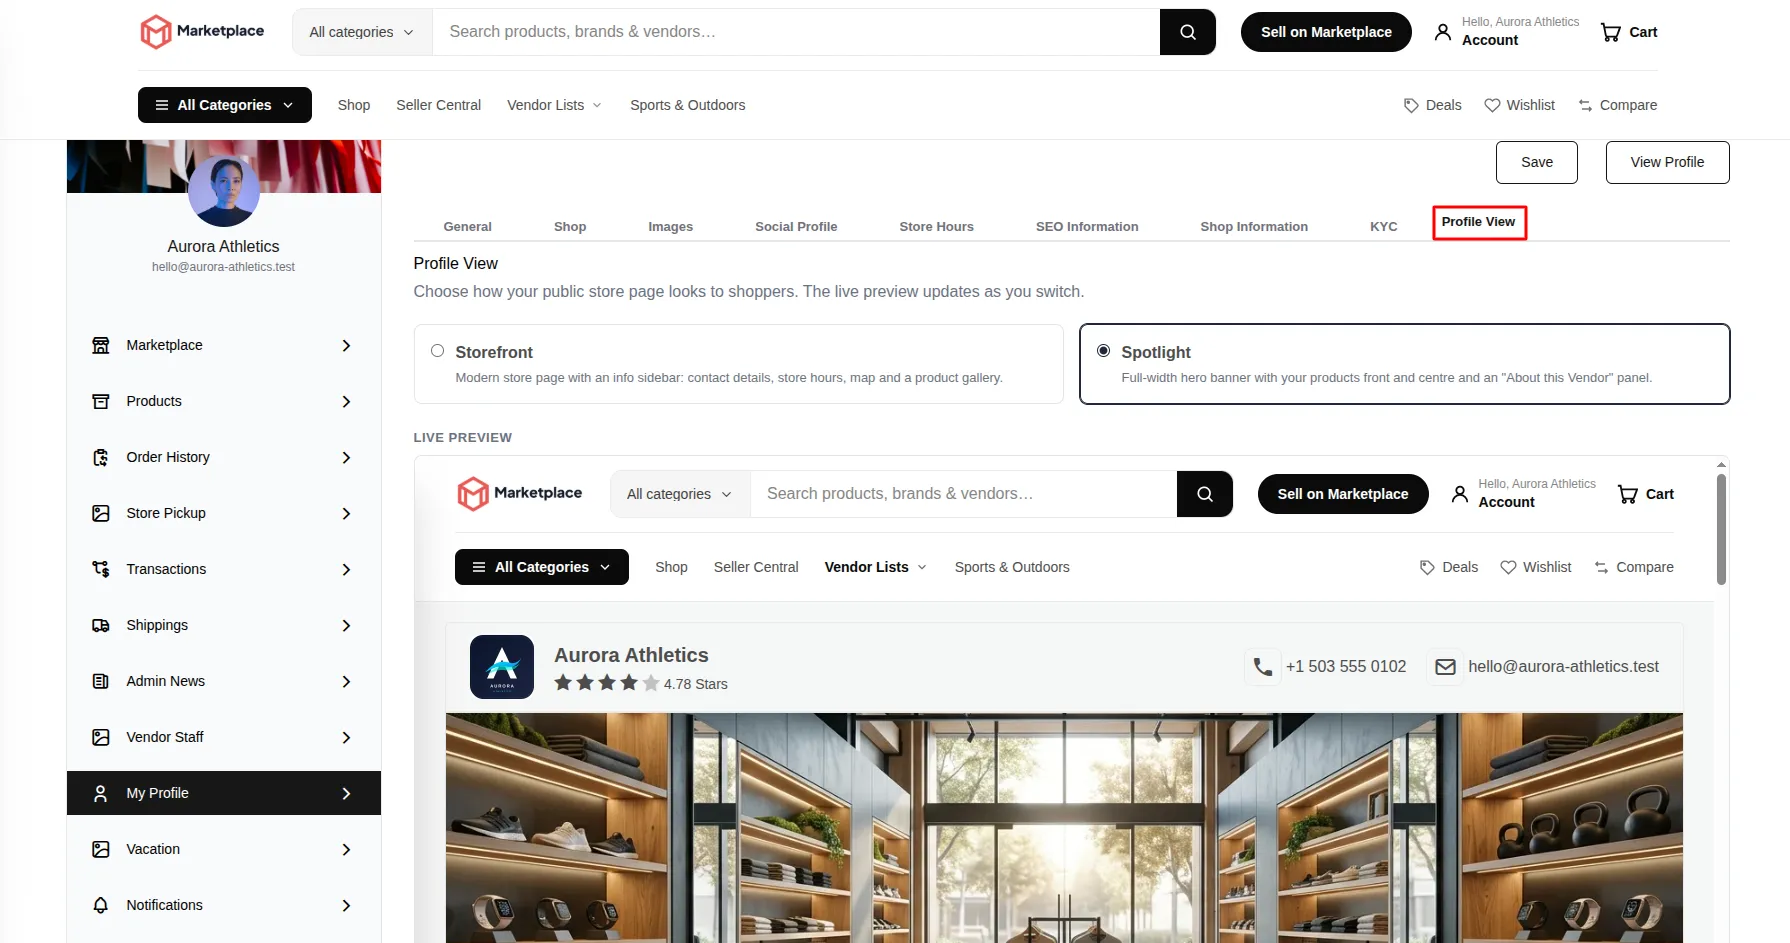 Marketplace
All categories
Search products, brands & vendors…
Sell on Marketplace
Hello, Aurora Athletics
Account
Cart
All Categories
Shop
Seller Central
Vendor Lists
Sports & Outdoors
Deals
Wishlist
Compare
Save
View Profile
Aurora Athletics
hello@aurora-athletics.test
Marketplace
Products
Order History
Store Pickup
Transactions
Shippings
Admin News
Vendor Staff
My Profile
Vacation
Notifications
General
Shop
Images
Social Profile
Store Hours
SEO Information
Shop Information
KYC
Profile View
Profile View
Choose how your public store page looks to shoppers. The live preview updates as you switch.
Storefront
Modern store page with an info sidebar: contact details, store hours, map and a product gallery.
Spotlight
Full-width hero banner with your products front and centre and an "About this Vendor" panel.
LIVE PREVIEW
Marketplace
All categories
Search products, brands & vendors…
Sell on Marketplace
Hello, Aurora Athletics
Account
Cart
All Categories
Shop
Seller Central
Vendor Lists
Sports & Outdoors
Deals
Wishlist
Compare
AURORA
Aurora Athletics
4.78 Stars
+1 503 555 0102
hello@aurora-athletics.test